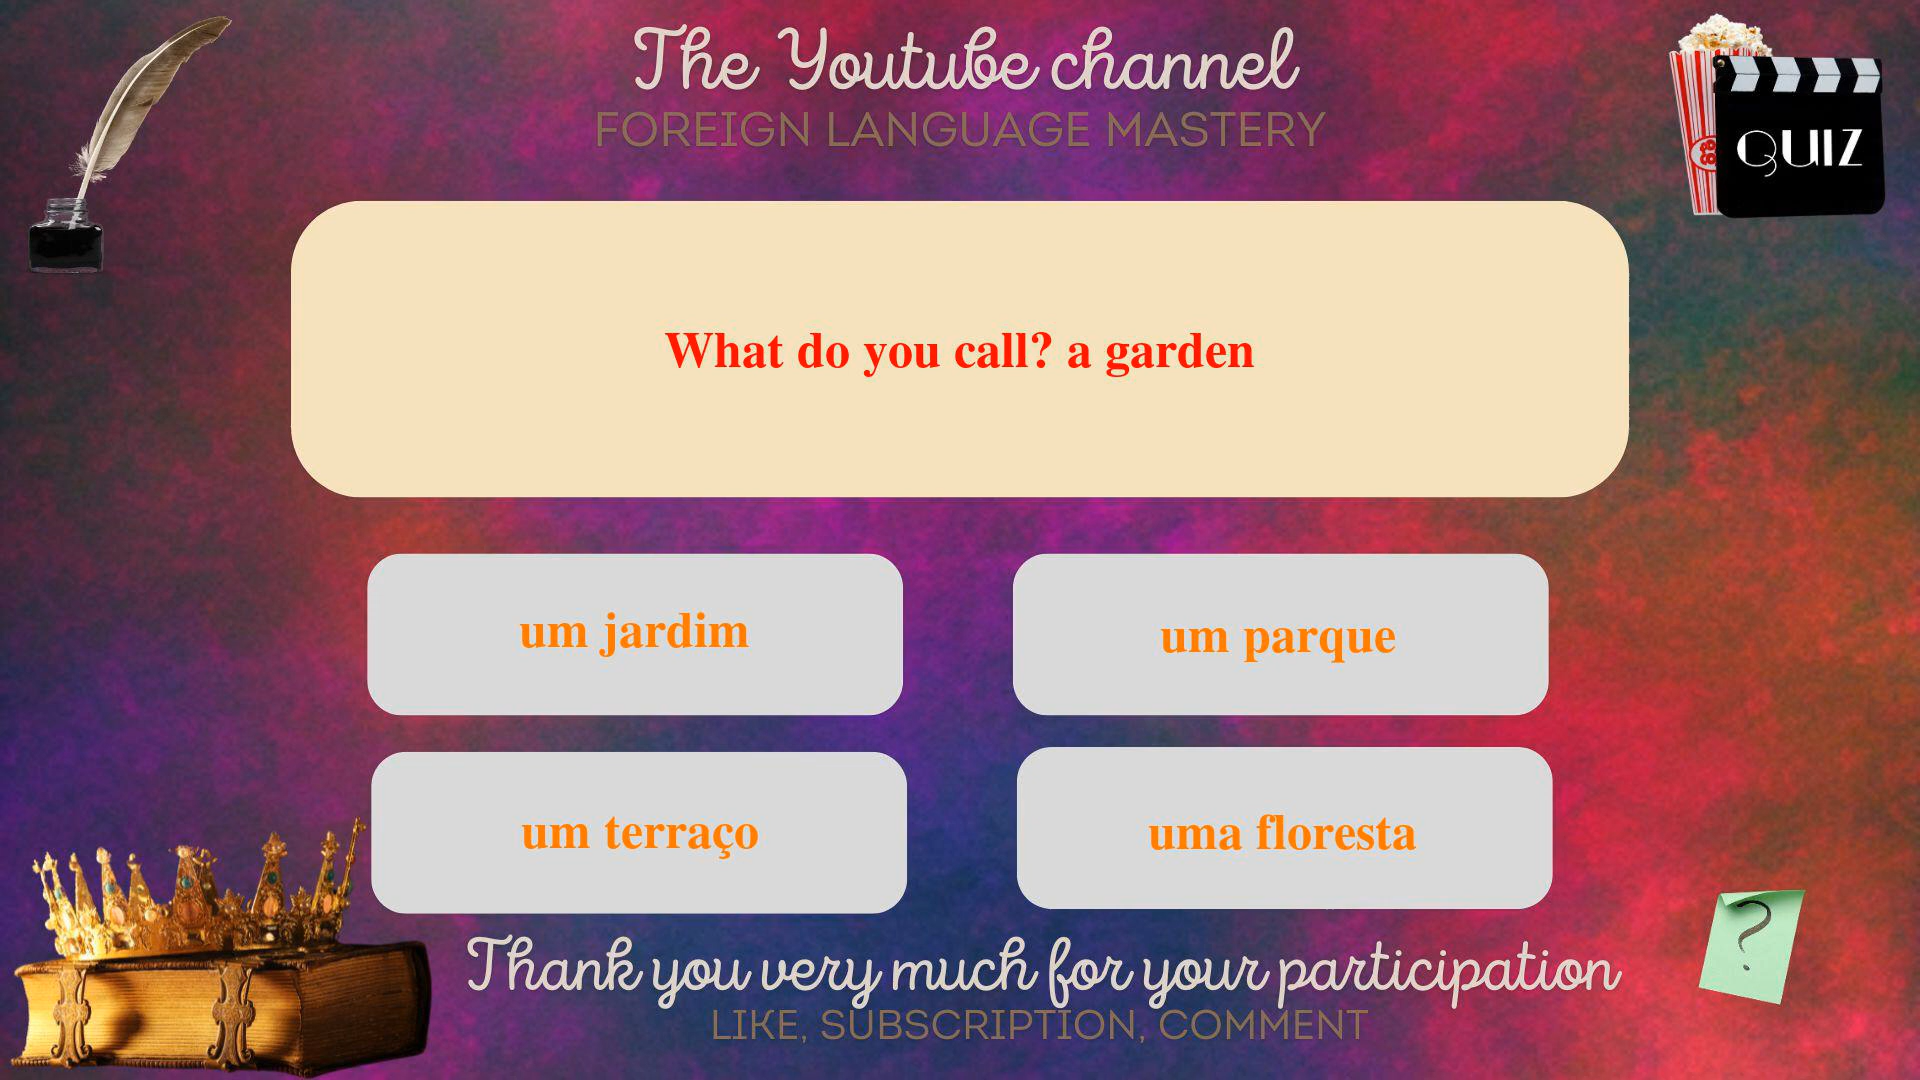 The Youtube channel
FOREIGN LANGUAGE MASTERY
QUIZ
What do you call? a garden
um jardim
um parque
um terraço
uma floresta
?
Thank you very much for your participation
LIKE, SUBSCRIPTION, COMMENT